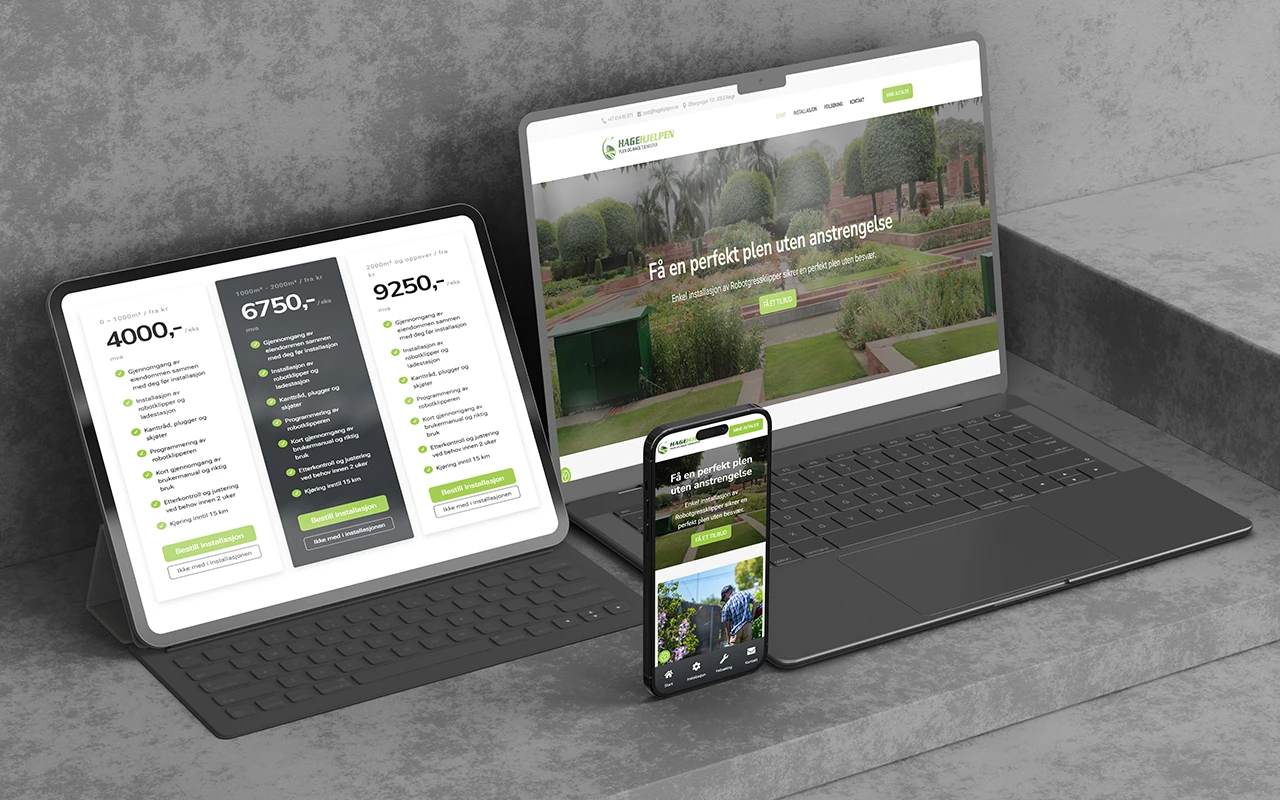 0 – 1000m² / fra kr
4000,- / eks
mva
Gjennomgang av
eiendommen sammen
med deg før installasjon
Installasjon av
robotklipper og
ladestasjon
Kanttråd, plugger og
skjøter
Programmering av
robotklipperen
Kort gjennomgang av
brukermanual og riktig
bruk
Etterkontroll og justering
ved behov innen 2 uker
Kjøring inntil 15 km
Bestill installasjon
Ikke med i installasjonen
1000m² - 2000m² / fra kr
6750,- / eks
mva
Gjennomgang av
eiendommen sammen
med deg før installasjon
Installasjon av
robotklipper og
ladestasjon
Kanttråd, plugger og
skjøter
Programmering av
robotklipperen
Kort gjennomgang av
brukermanual og riktig
bruk
Etterkontroll og justering
ved behov innen 2 uker
Kjøring inntil 15 km
Bestill installasjon
Ikke med i installasjonen
2000m² og oppover / fra
kr
9250,- / eks
mva
Gjennomgang av
eiendommen sammen
med deg før installasjon
Installasjon av
robotklipper og
ladestasjon
Kanttråd, plugger og
skjøter
Programmering av
robotklipperen
Kort gjennomgang av
brukermanual og riktig
bruk
Etterkontroll og justering
ved behov innen 2 uker
Kjøring inntil 15 km
Bestill installasjon
Ikke med i installasjonen
HAGEHJELPEN
PLEN OG HAGE TJENESTER
START INSTALLASJON FEILSØKING KONTAKT MINE AVTALER
Få en perfekt plen uten anstrengelse
Enkel installasjon av Robotgressklipper sikrer en perfekt plen uten besvær.
FÅ ET TILBUD
MINE AVTALER
Få en perfekt plen
uten anstrengelse
Enkel installasjon av
Robotgressklipper sikrer en
perfekt plen uten besvær.
FÅ ET TILBUD
Start Installasjon Feilsøking Kontakt